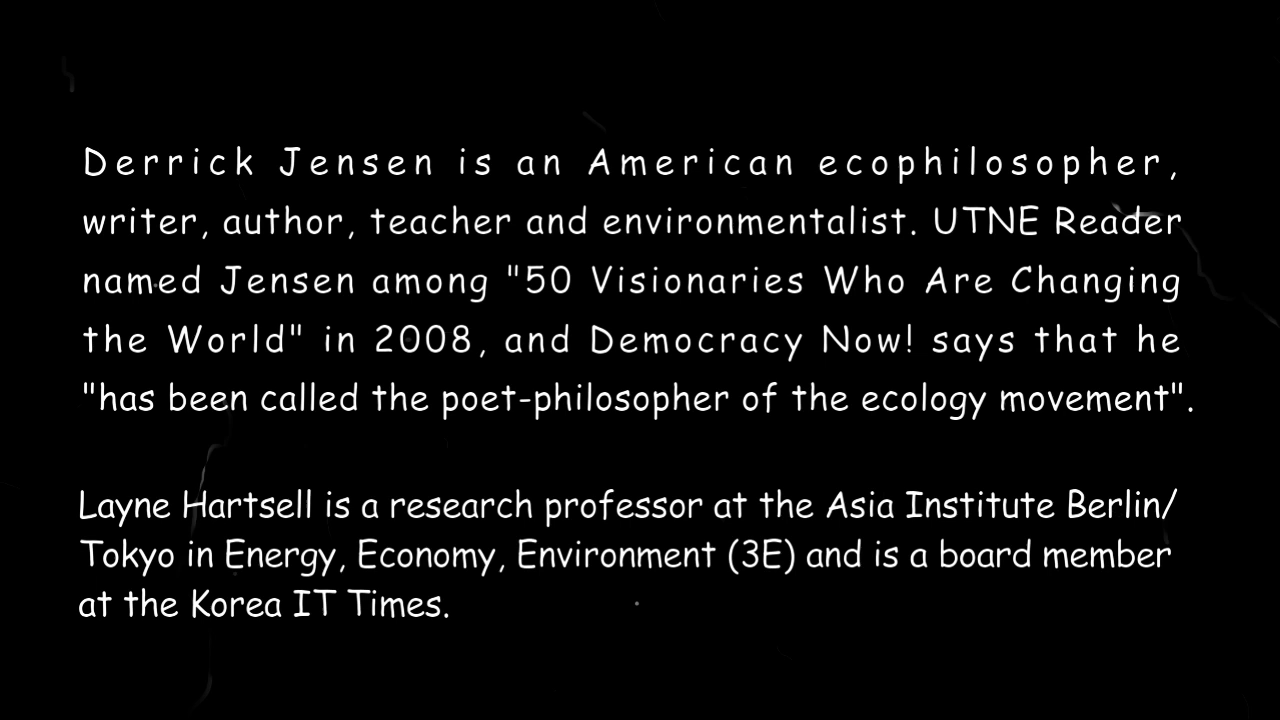 Derrick Jensen is an American ecophilosopher,
writer, author, teacher and environmentalist. UTNE Reader
named Jensen among "50 Visionaries Who Are Changing
the World" in 2008, and Democracy Now! says that he
"has been called the poet-philosopher of the ecology movement".
Layne Hartsell is a research professor at the Asia Institute Berlin/
Tokyo in Energy, Economy, Environment (3E) and is a board member
at the Korea IT Times.